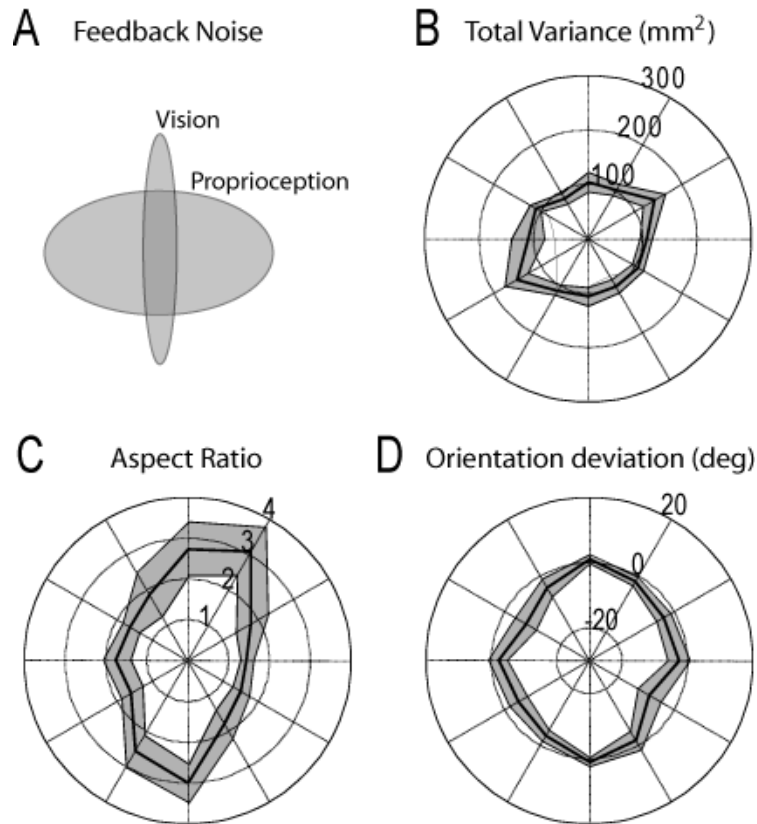 A Feedback Noise
Vision
Proprioception
B Total Variance (mm²)
300
200
100
C Aspect Ratio
4
3
2
1
D Orientation deviation (deg)
20
0
-20